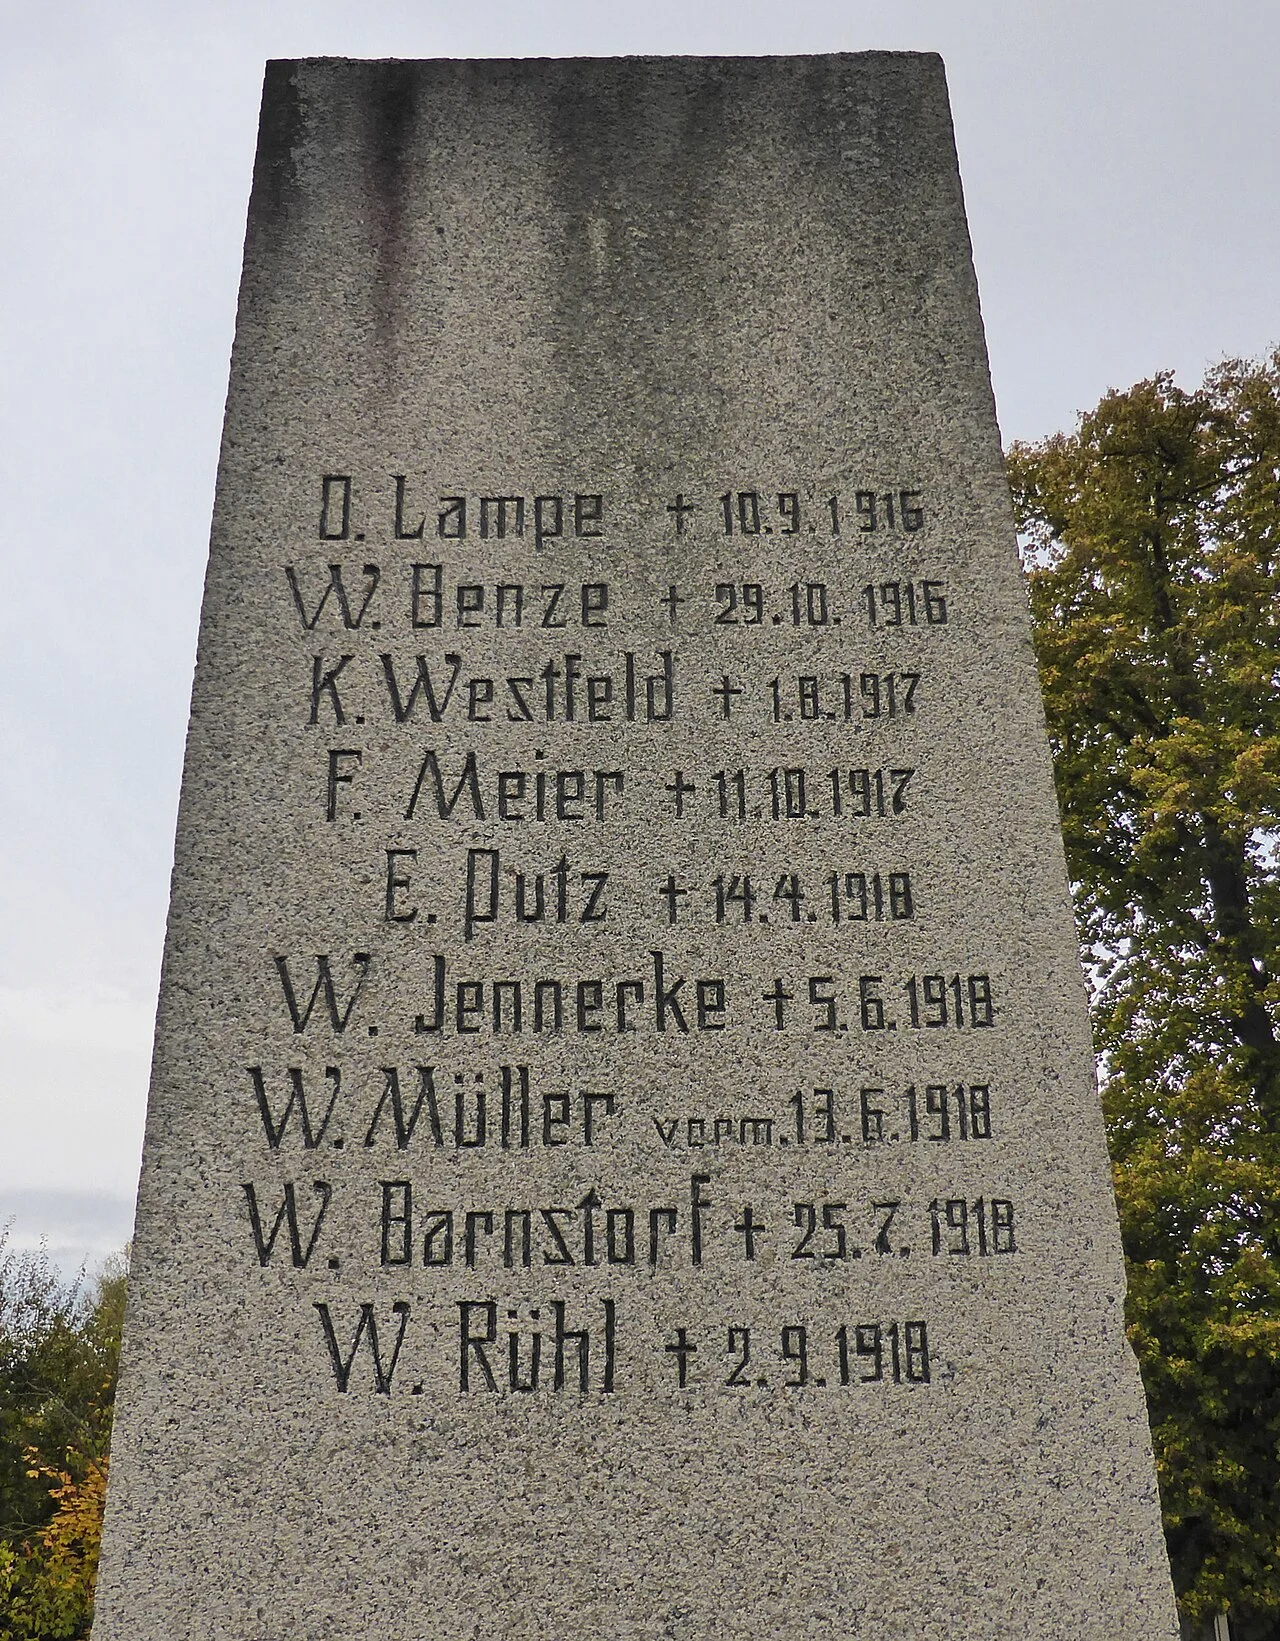 O. Lampe + 10.9.1916
W. Benze + 29.10.1916
K. Westfeld + 1.8.1917
F. Meier + 11.10.1917
E. Putz + 14.4.1918
W. Jennerke + 5.6.1918
W. Müller verm. 13.6.1918
W. Barnstorf + 25.7.1918
W. Rühl + 2.9.1918